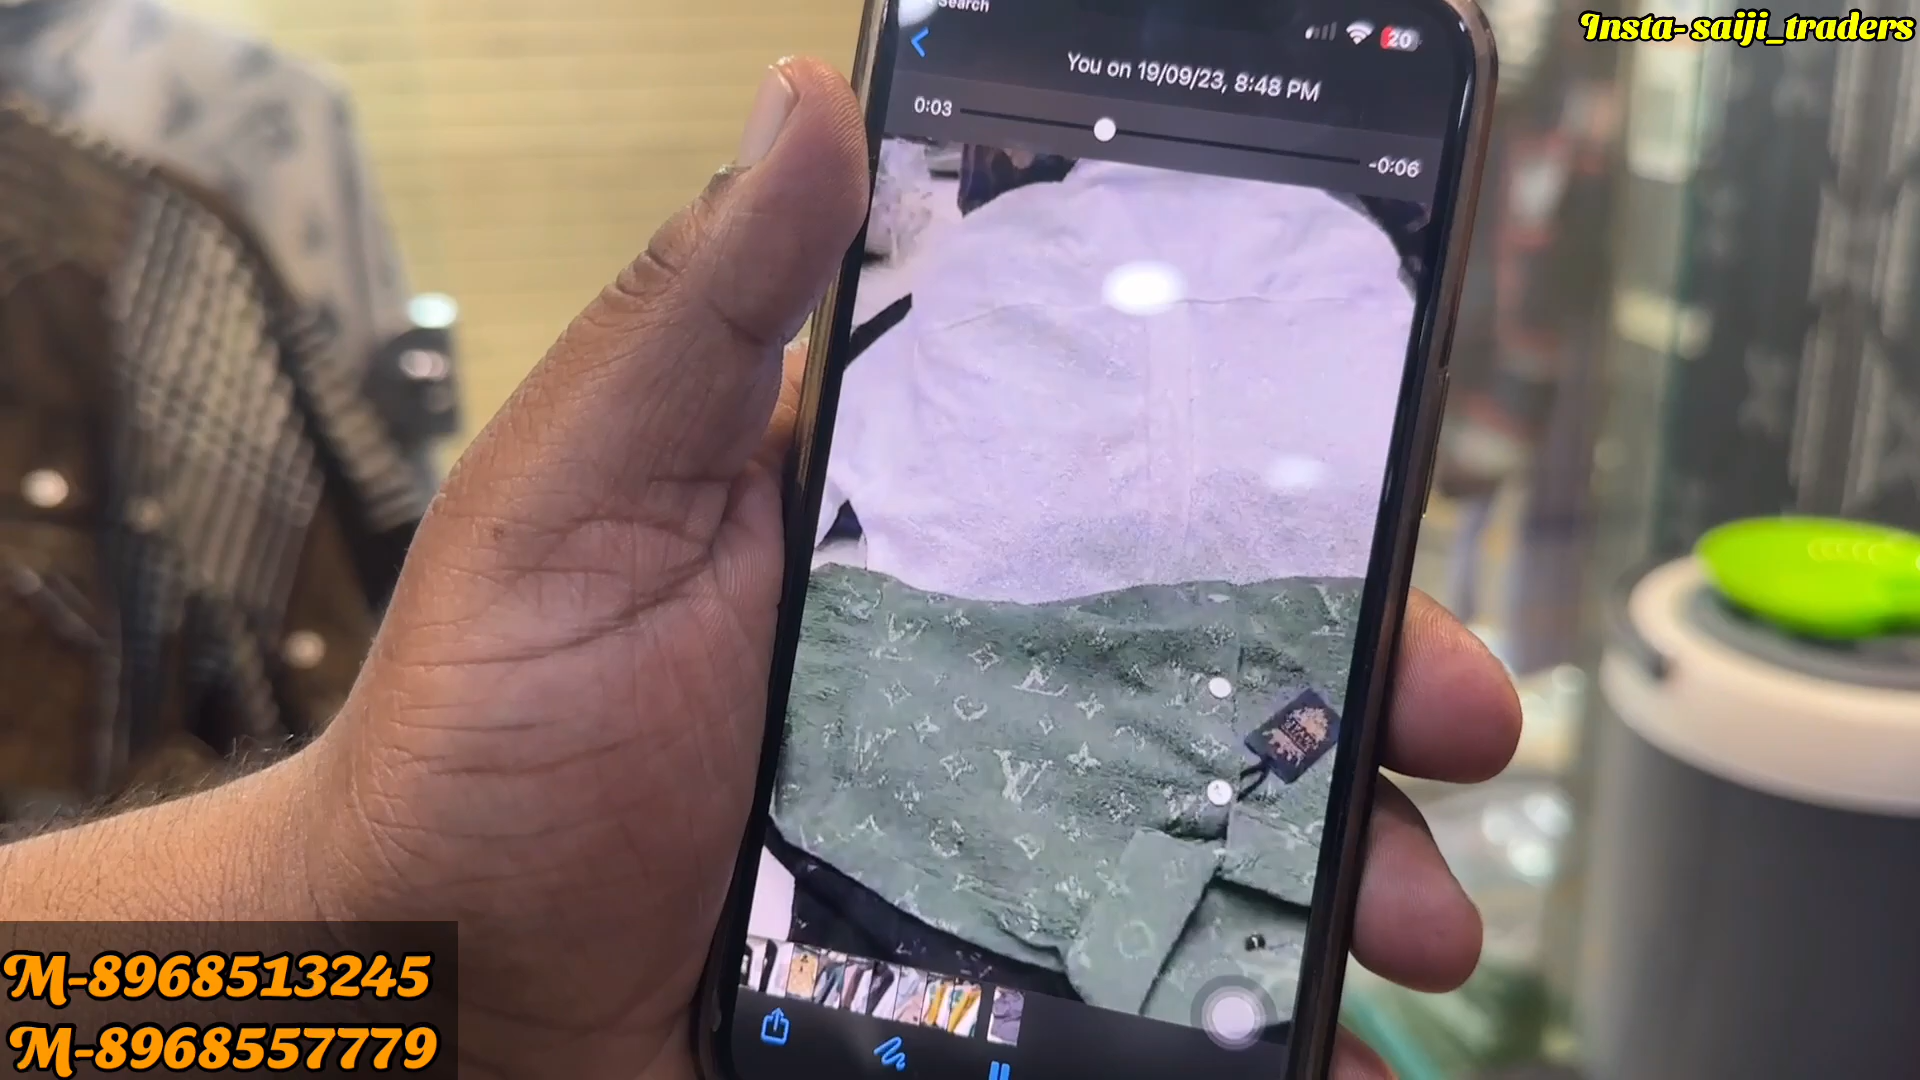 Insta- saiji_traders
Search
20
You on 19/09/23, 8:48 PM
0:03
-0:06
M-8968513245
M-8968557779